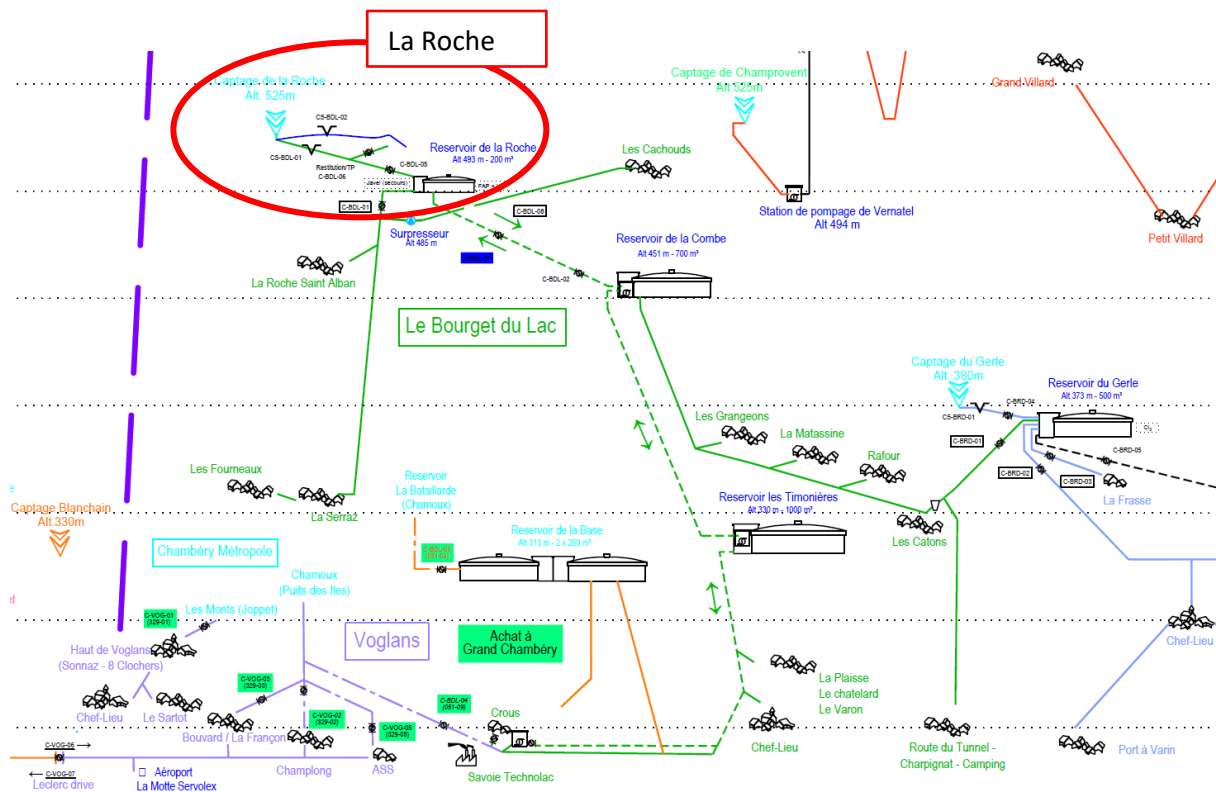 La Roche
Captage de la Roche
Alt. 525m
CS-BDL-02
CS-BDL-01
Restitution/TP
C-BDL-06
C-BDL-05
Reservoir de la Roche
Alt 493 m - 200 m³
Javel (secours)
C-BDL-01
Surpresseur
Alt 485 m
La Roche Saint Alban
Les Cachouds
C-BDL-08
C-BDL-02
Captage de Champrovent
Alt.525m
Station de pompage de Vernatel
Alt 494 m
Grand Villard
Petit Villard
Reservoir de la Combe
Alt 451 m - 700 m³
Le Bourget du Lac
Captage du Gerle
Alt. 380m
CS-BRD-01
C-BRD-04
Reservoir du Gerle
Alt 373 m - 500 m³
C-BRD-01
C-BRD-02
C-BRD-03
C-BRD-05
La Frasse
Les Grangeons
La Matassine
Rafour
Les Catons
Les Fourneaux
La Serraz
Reservoir
La Bataillarde
(Chamoux)
Captage Blanchain
Alt.330m
Chambéry Métropole
Reservoir de la Base
Alt 313 m - 2 x 250 m³
Reservoir les Timonières
Alt 330 m - 1000 m³
Chamoux
(Puits des Iles)
C-VOG-01
(329-01)
Les Monts (Joppet)
Haut de Voglans
(Sonnaz - 8 Clochers)
Voglans
Achat à
Grand Chambéry
Chef-Lieu
Le Sartot
C-VOG-03
(329-03)
Bouvard / La Françon
C-VOG-02
(329-02)
C-VOG-05
(329-05)
C-BDL-04
(051-09)
Crous
La Plaisse
Le chatelard
Le Varon
Chef-Lieu
Chef-Lieu
C-VOG-06
C-VOG-07
Leclerc drive
Aéroport
La Motte Servolex
Champlong
ASS
Savoie Technolac
Route du Tunnel -
Charpignat - Camping
Port à Varin